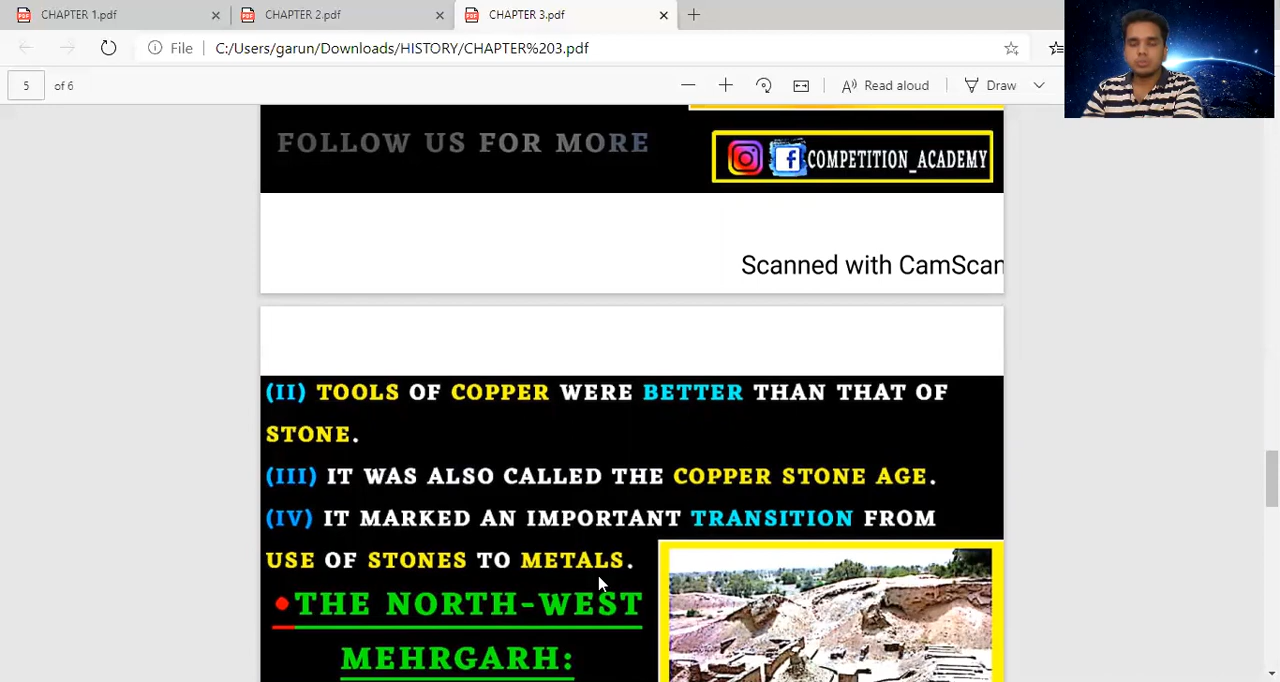 CHAPTER 1.pdf
CHAPTER 2.pdf
CHAPTER 3.pdf
File
C:/Users/garun/Downloads/HISTORY/CHAPTER%203.pdf
5 of 6
Read aloud
Draw
FOLLOW US FOR MORE
COMPETITION_ACADEMY
Scanned with CamScan
(II) TOOLS OF COPPER WERE BETTER THAN THAT OF
STONE.
(III) IT WAS ALSO CALLED THE COPPER STONE AGE.
(IV) IT MARKED AN IMPORTANT TRANSITION FROM
USE OF STONES TO METALS.
•THE NORTH-WEST
MEHRGARH: